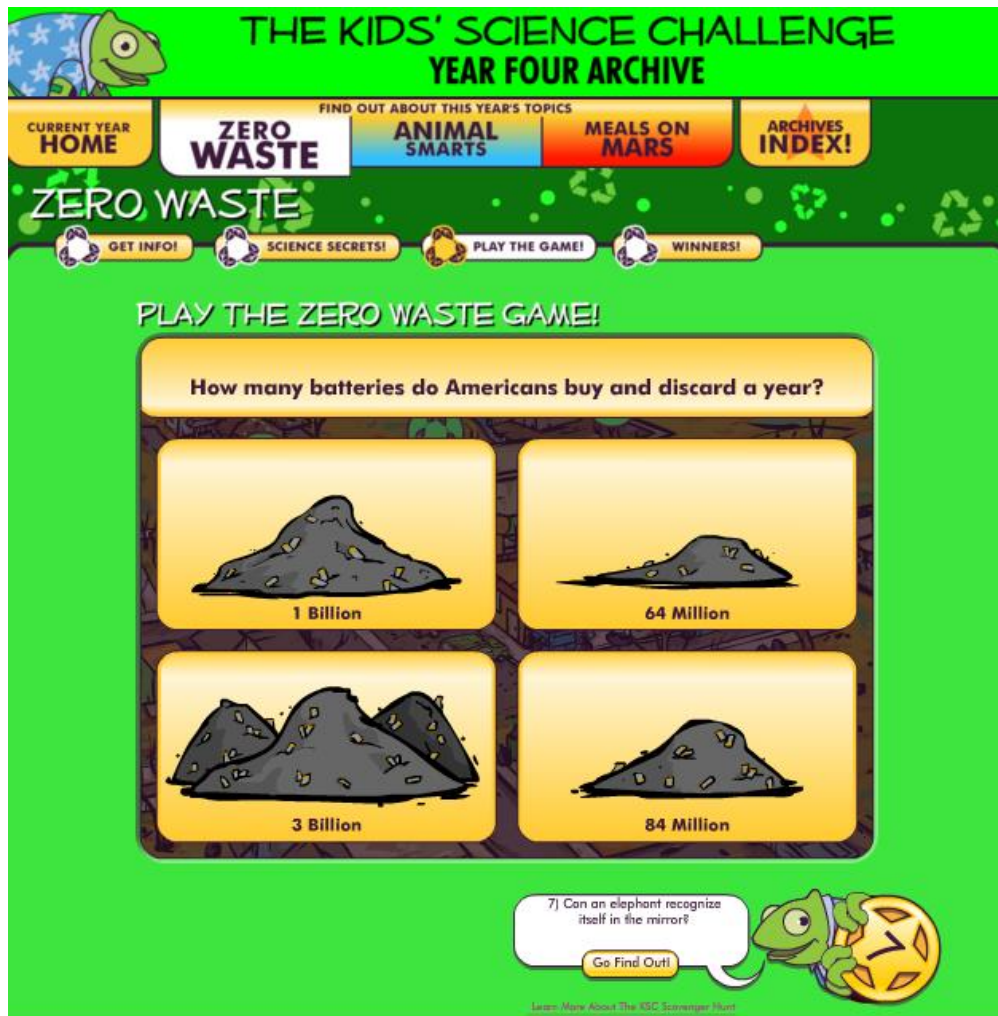 THE KIDS' SCIENCE CHALLENGE
YEAR FOUR ARCHIVE
FIND OUT ABOUT THIS YEAR'S TOPICS
CURRENT YEAR
HOME
ZERO
WASTE
ANIMAL
SMARTS
MEALS ON
MARS
ARCHIVES
INDEX!
ZERO WASTE
GET INFO!
SCIENCE SECRETS!
PLAY THE GAME!
WINNERS!
PLAY THE ZERO WASTE GAME!
How many batteries do Americans buy and discard a year?
1 Billion
64 Million
3 Billion
84 Million
7) Can an elephant recognize
itself in the mirror?
Go Find Out!
7
Learn More About The KSC Scavenger Hunt